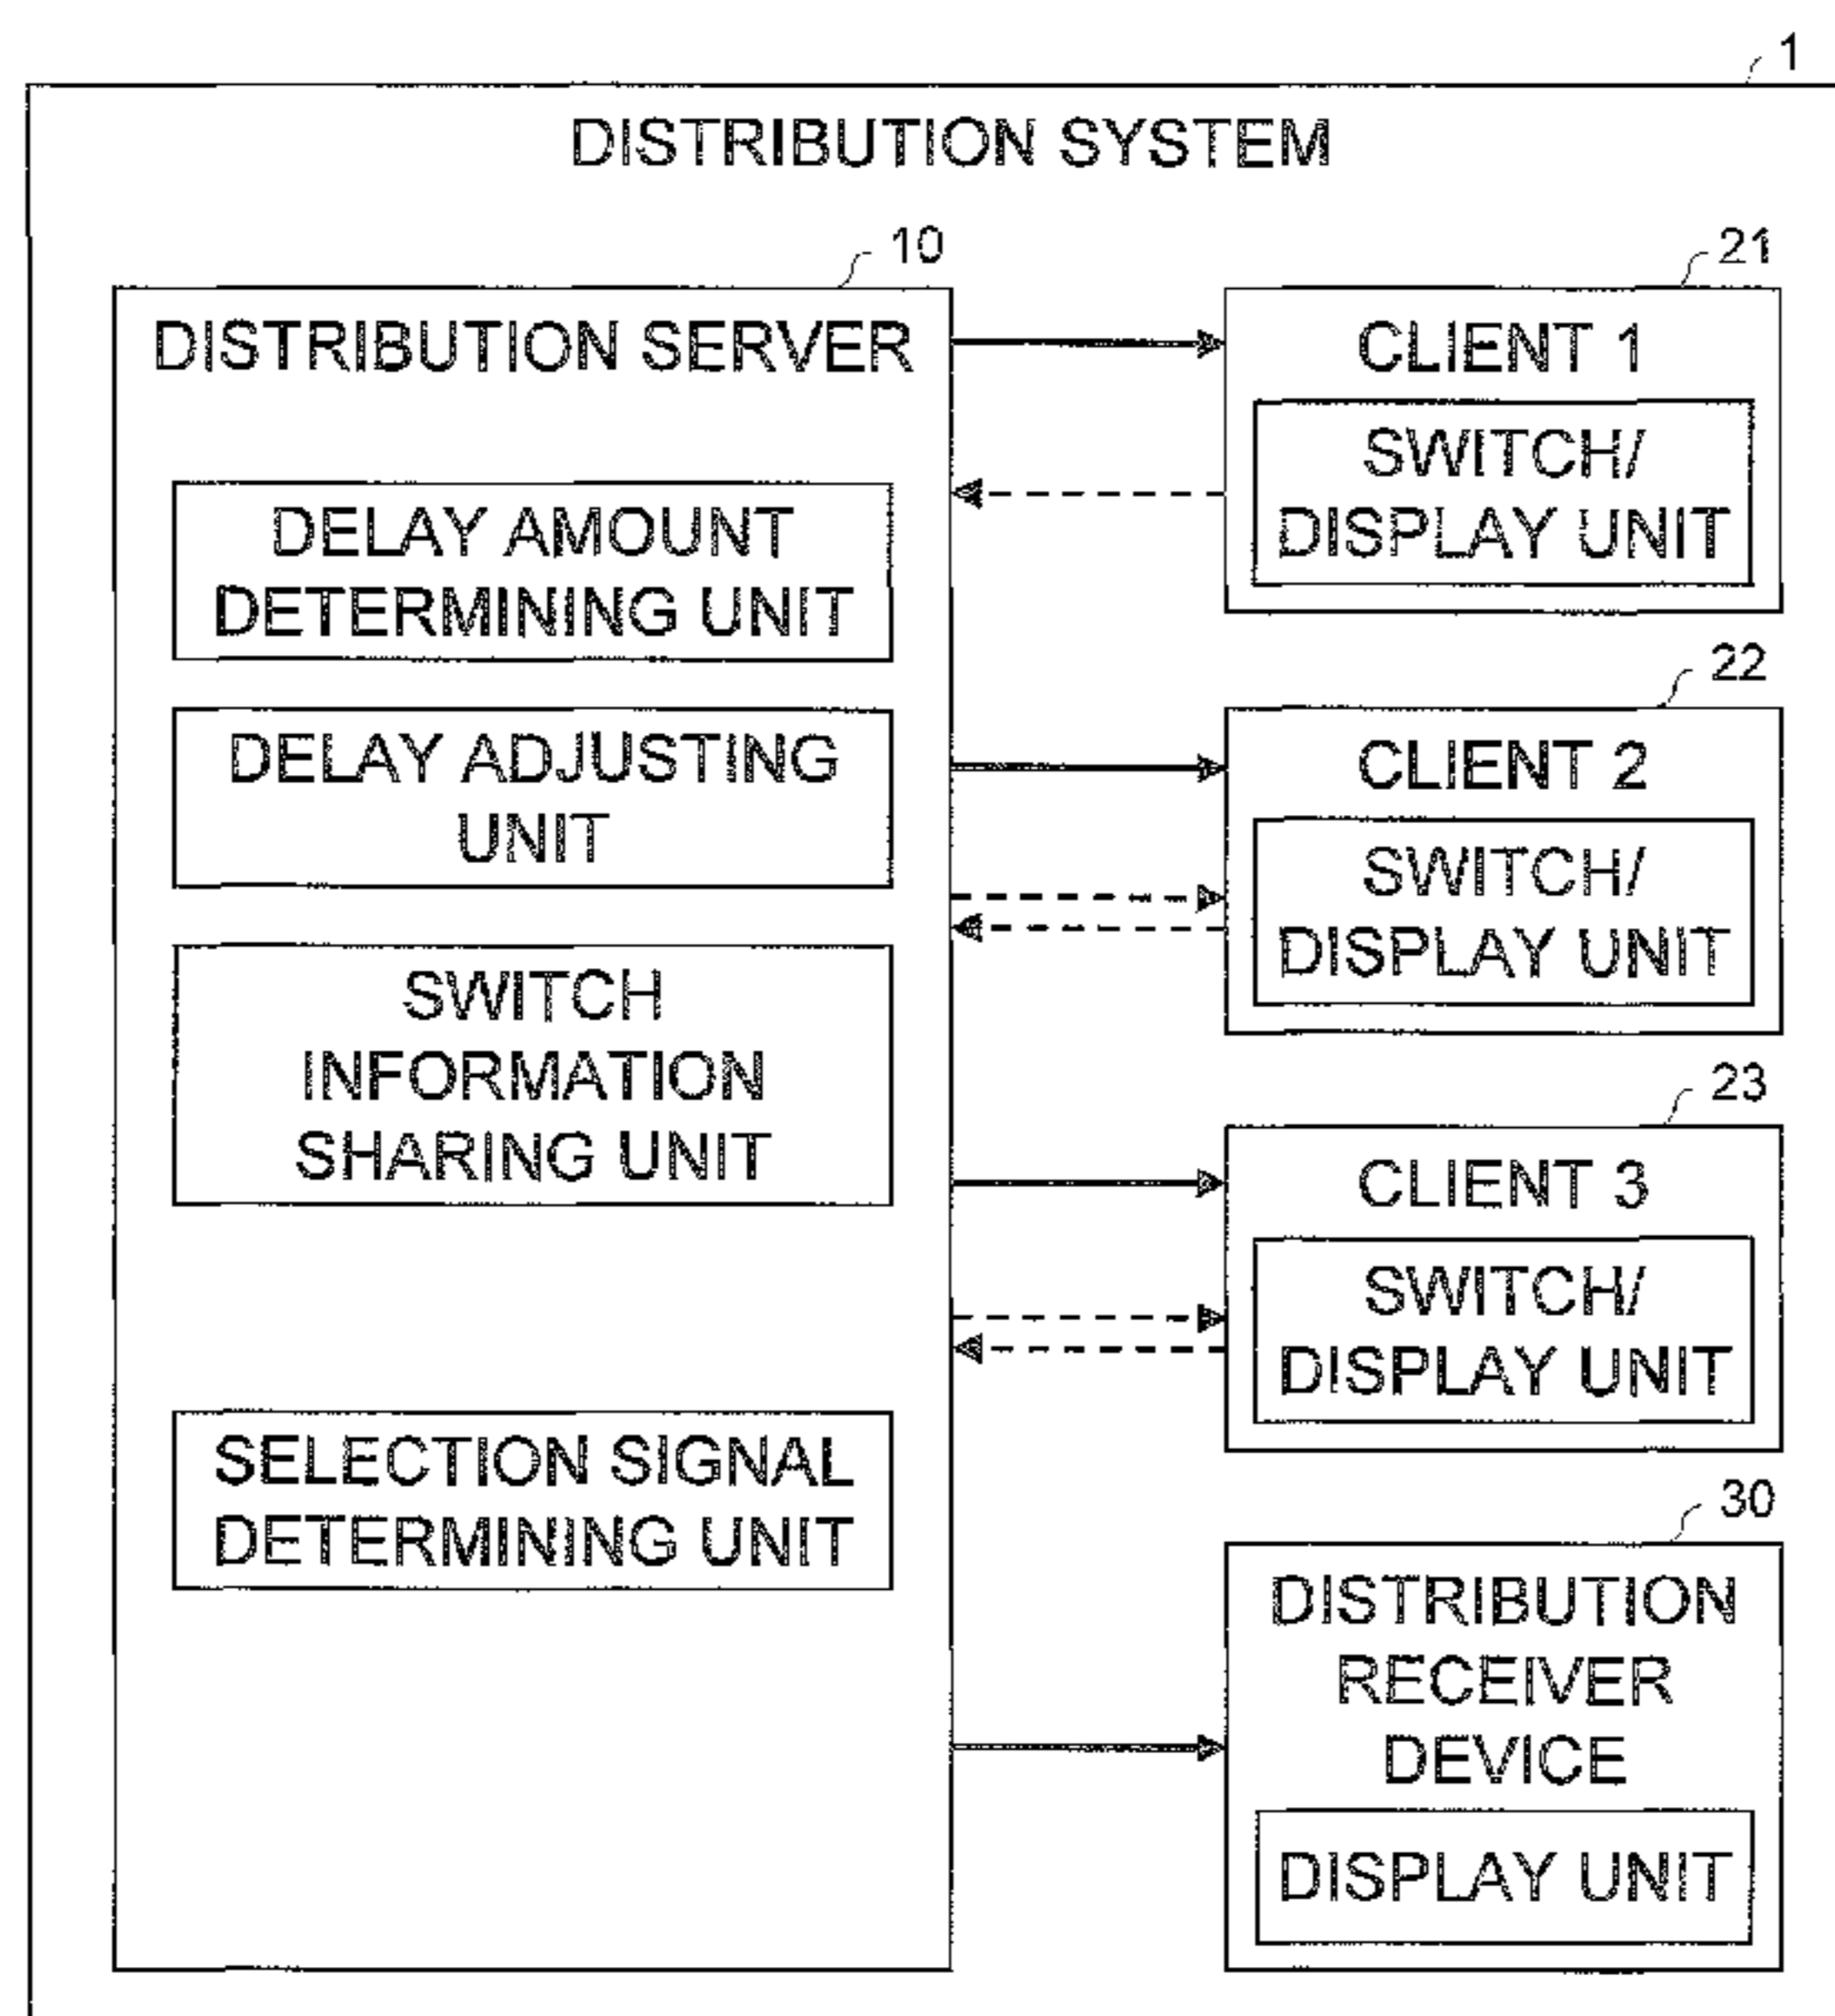 1
DISTRIBUTION SYSTEM
10
DISTRIBUTION SERVER
DELAY AMOUNT
DETERMINING UNIT
DELAY ADJUSTING
UNIT
SWITCH
INFORMATION
SHARING UNIT
SELECTION SIGNAL
DETERMINING UNIT
21
CLIENT 1
SWITCH/
DISPLAY UNIT
22
CLIENT 2
SWITCH/
DISPLAY UNIT
23
CLIENT 3
SWITCH/
DISPLAY UNIT
30
DISTRIBUTION
RECEIVER
DEVICE
DISPLAY UNIT